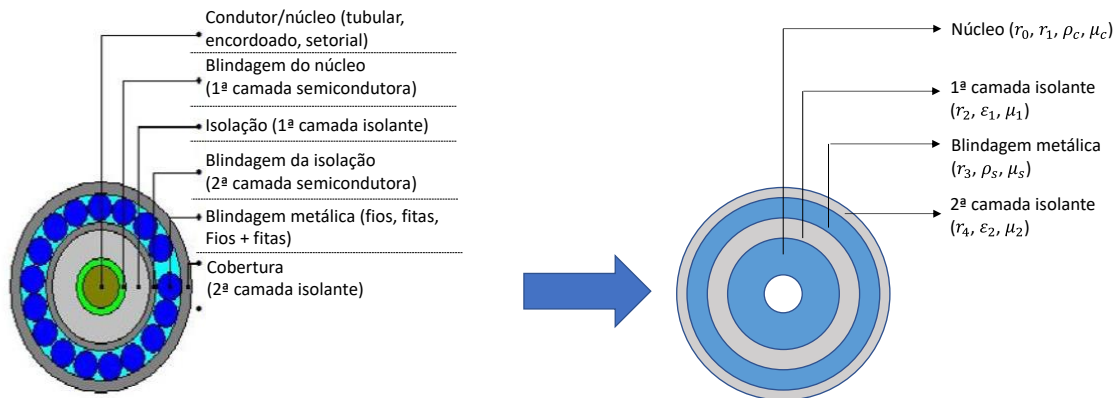 Condutor/núcleo (tubular,
encordoado, setorial)
Blindagem do núcleo
(1ª camada semicondutora)
Isolação (1ª camada isolante)
Blindagem da isolação
(2ª camada semicondutora)
Blindagem metálica (fios, fitas,
Fios + fitas)
Cobertura
(2ª camada isolante)
Núcleo (𝑟₀, 𝑟₁, 𝜌𝑐, 𝜇𝑐)
1ª camada isolante
(𝑟₂, 𝜀₁, 𝜇₁)
Blindagem metálica
(𝑟₃, 𝜌ₛ, 𝜇ₛ)
2ª camada isolante
(𝑟₄, 𝜀₂, 𝜇₂)